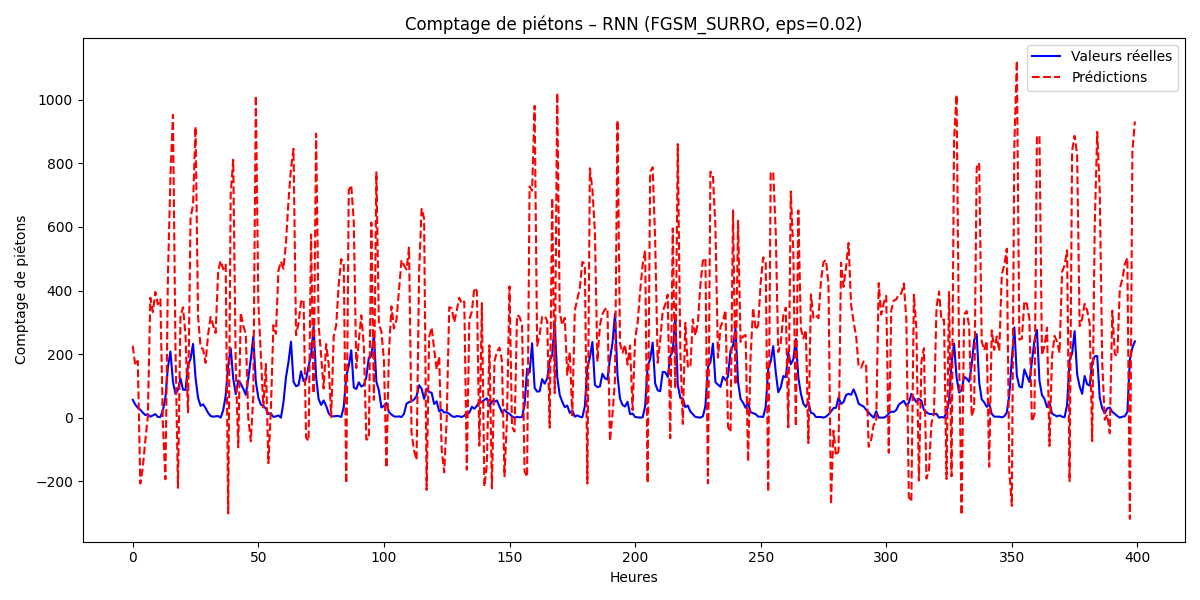 Comptage de piétons – RNN (FGSM_SURRO, eps=0.02)
Valeurs réelles
Prédictions
Comptage de piétons
1000
800
600
400
200
0
−200
0 50 100 150 200 250 300 350 400
Heures